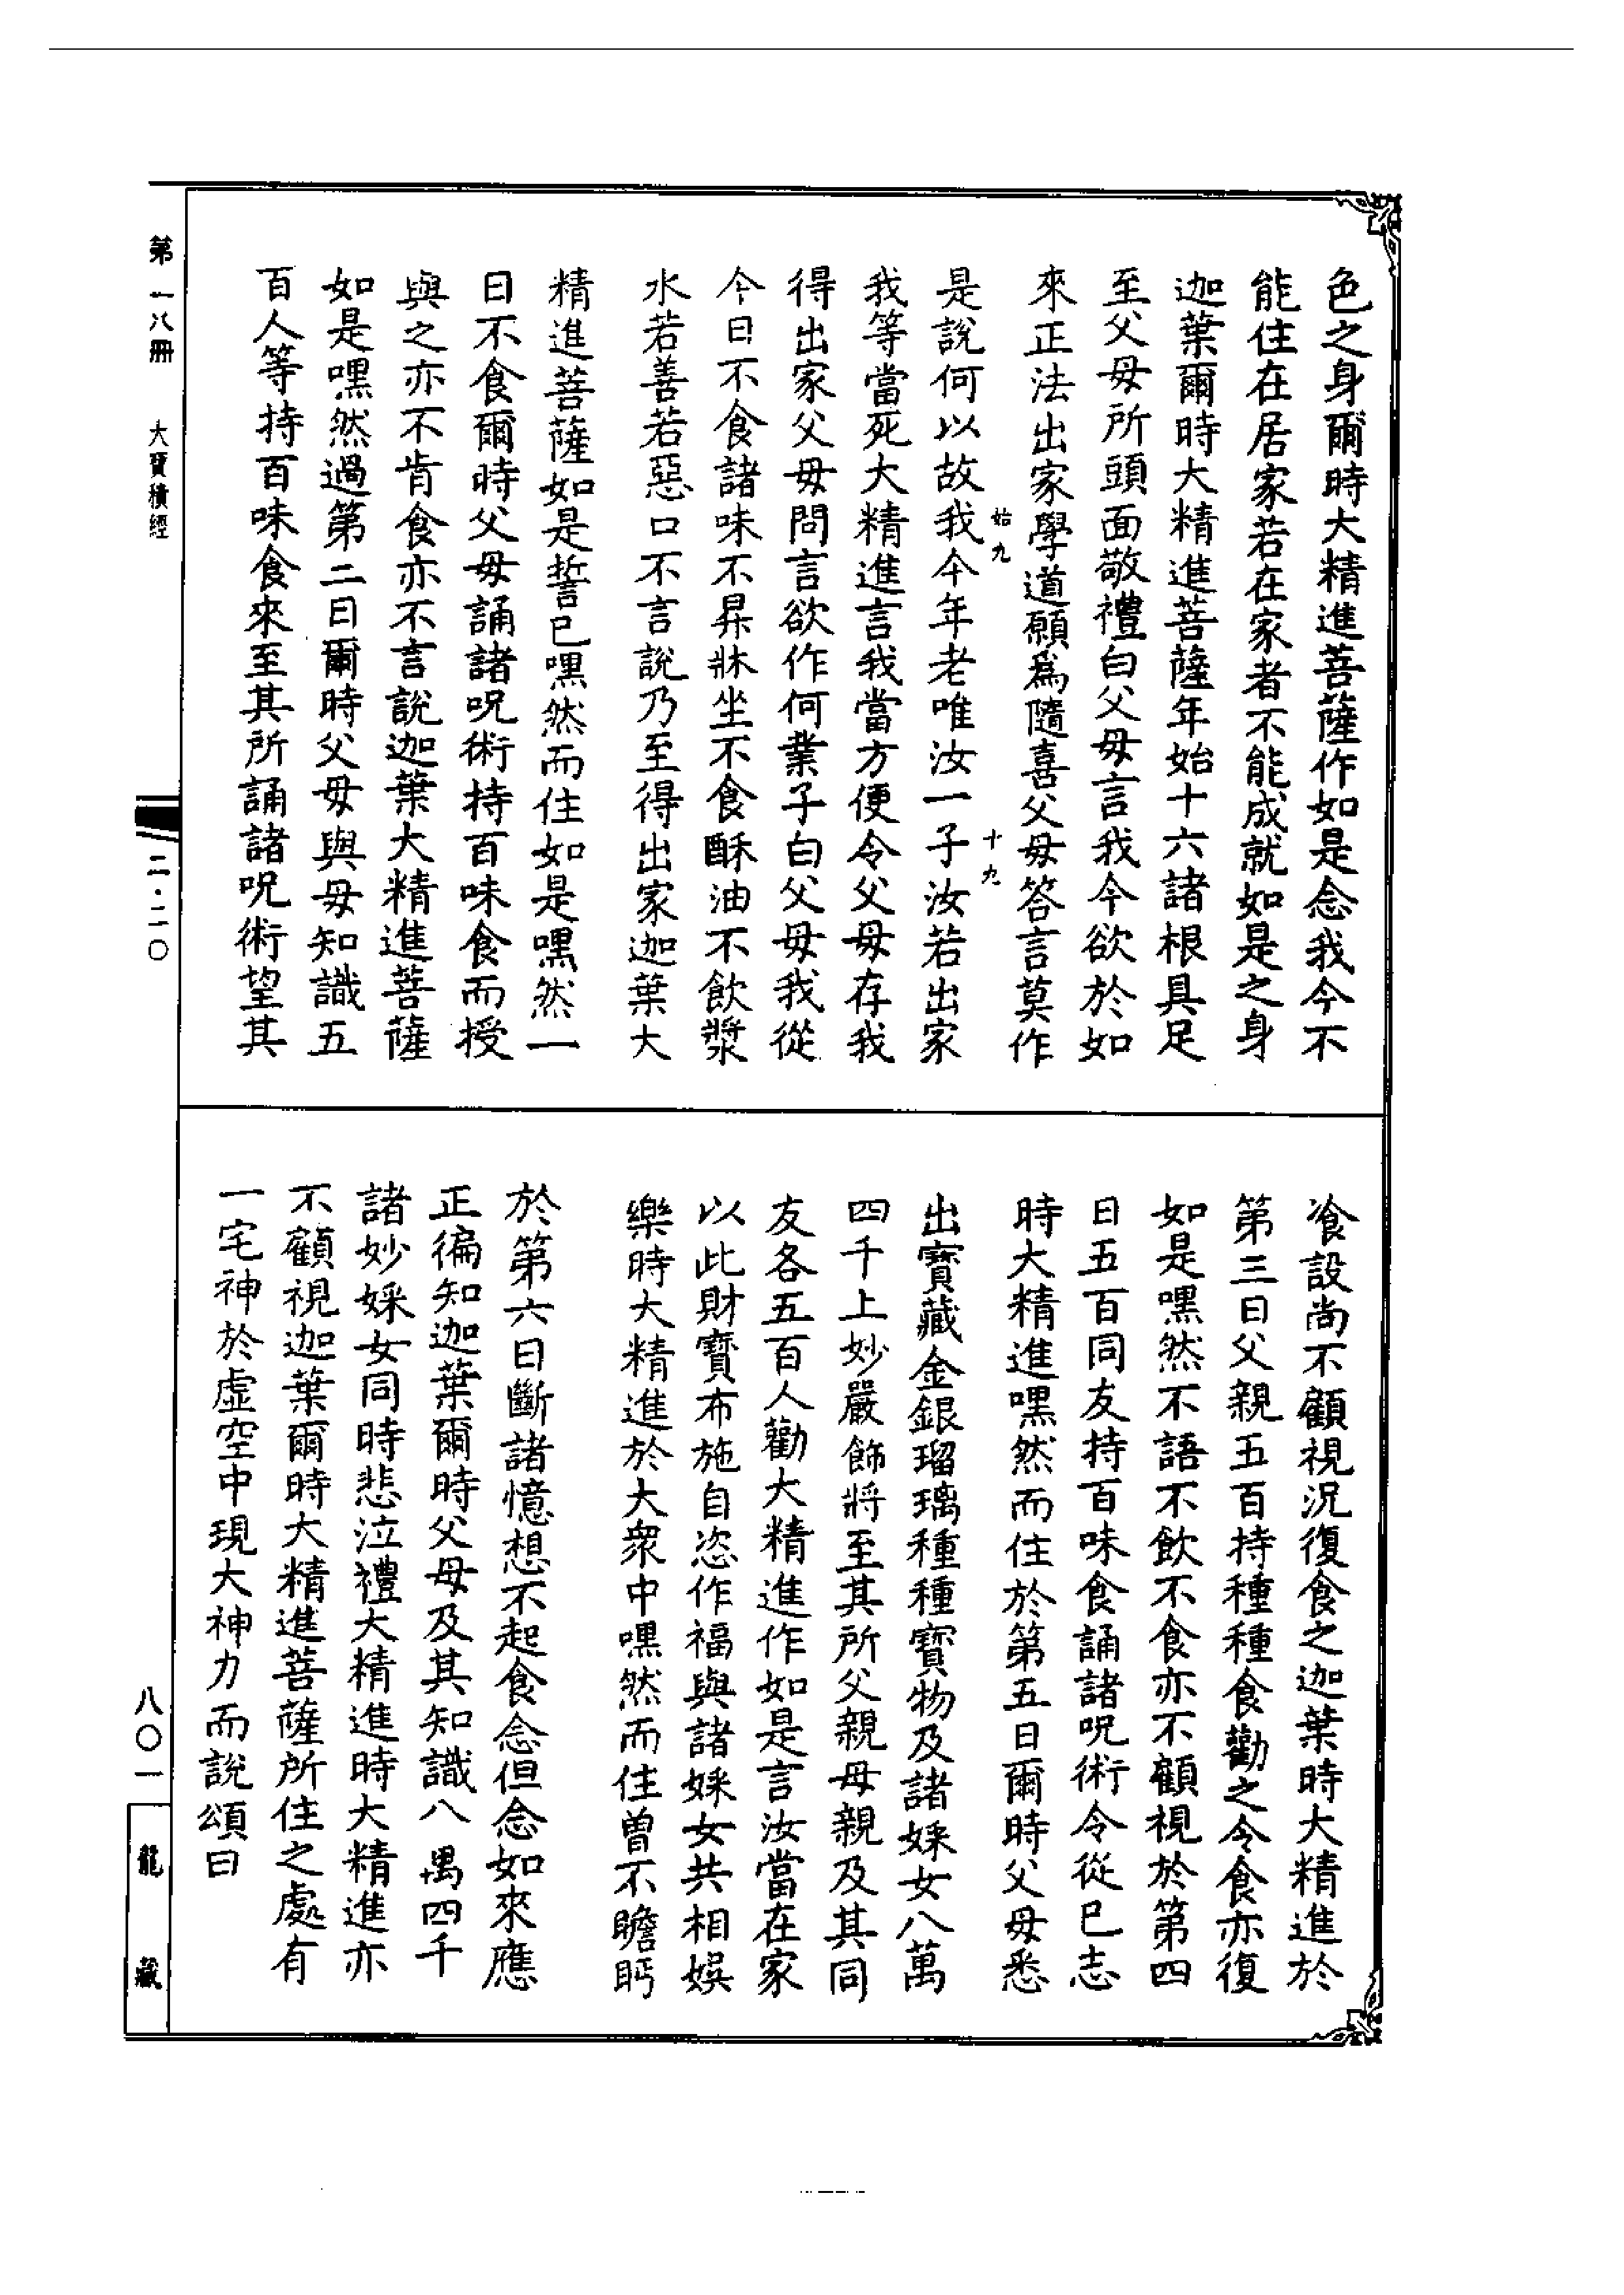 色之身爾時大精進菩薩作如是念我今不
能住在居家若在家者不能成就如是之身
迦葉爾時大精進菩薩年始十六諸根具足
至父母所頭面敬禮白父母言我今欲於如
來正法出家學道願爲隨喜父母答言莫作
始九 十九
是說何以故我今年老唯汝一子汝若出家
我等當死大精進言我當方便令父母存我
得出家父母問言欲作何業子白父母我從
今日不食諸味不昇牀坐不食酥油不飲漿
水若善若惡口不言說乃至得出家迦葉大
精進菩薩如是誓已嘿然而住如是嘿然一
日不食爾時父母誦諸呪術持百味食而授
與之亦不肯食亦不言說迦葉大精進菩薩
如是嘿然過第二日爾時父母與母知識五
百人等持百味食來至其所誦諸呪術望其
飡設尚不顧視況復食之迦葉時大精進於
第三日父親五百持種種食勸之令食亦復
如是嘿然不語不飲不食亦不顧視於第四
日五百同友持百味食誦諸呪術令從已志
時大精進嘿然而住於第五日爾時父母悉
出寶藏金銀瑠璃種種寶物及諸婇女八萬
四千上妙嚴飾將至其所父親母親及其同
友各五百人勸大精進作如是言汝當在家
以此財寶布施自恣作福與諸婇女共相娛
樂時大精進於大衆中嘿然而住曾不瞻眄
於第六日斷諸憶想不起食念但念如來應
正徧知迦葉爾時父母及其知識八萬四千
諸妙婇女同時悲泣禮大精進時大精進亦
不顧視迦葉爾時大精進菩薩所住之處有
一宅神於虛空中現大神力而說頌曰
第一八冊 大寶積經 二·二〇 八〇一 龍藏